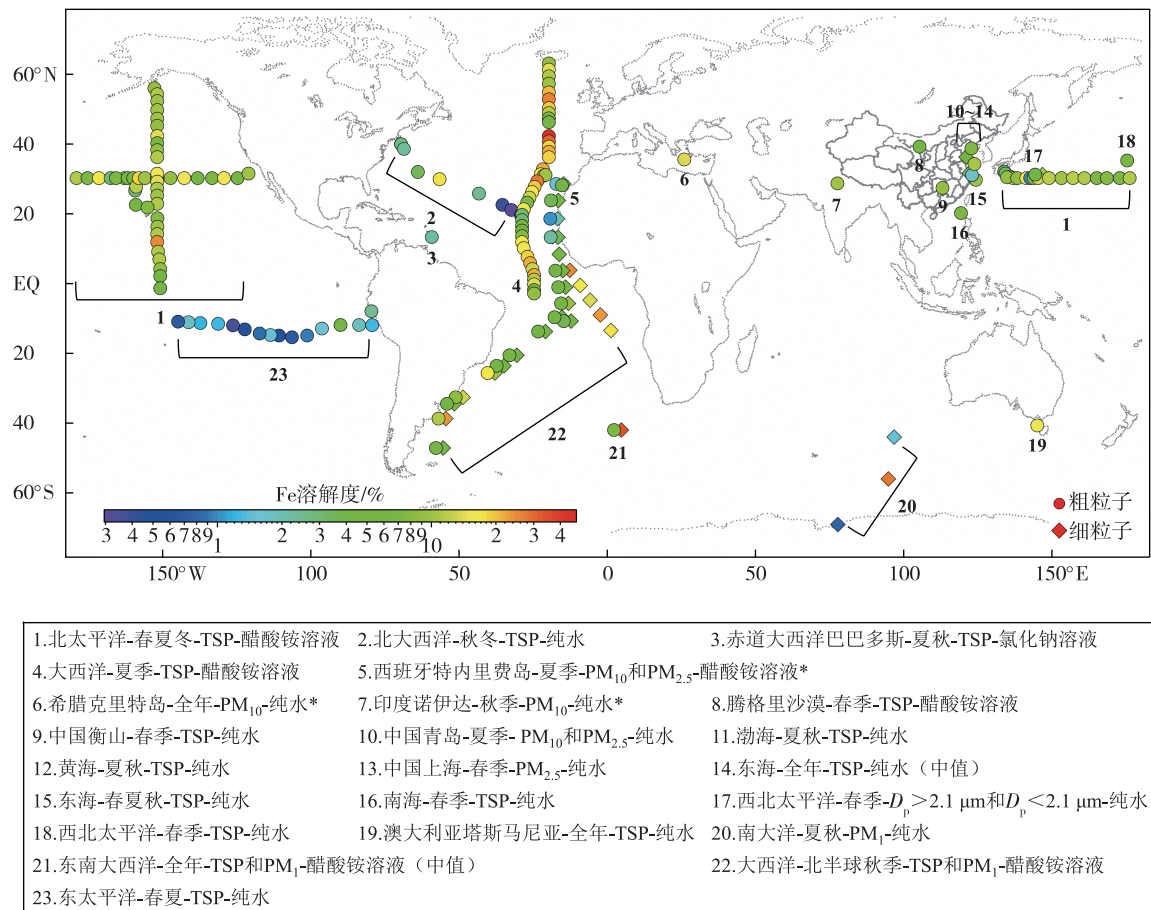 60°N
40
20
EQ
20
40
60°S
10~14
18
8
17
5
6
7
9
15
2
16
1
3
4
1
23
22
21
19
20
Fe溶解度/%
3 4 5 6 7 8 9 1 2 3 4 5 6 7 8 9 10 2 3 4
粗粒子
细粒子
150°W 100 50 0 50 100 150°E
1.北太平洋-春夏冬-TSP-醋酸铵溶液 2.北大西洋-秋冬-TSP-纯水 3.赤道大西洋巴巴多斯-夏秋-TSP-氯化钠溶液
4.大西洋-夏季-TSP-醋酸铵溶液 5.西班牙特内里费岛-夏季-PM₁₀和PM₂.₅-醋酸铵溶液*
6.希腊克里特岛-全年-PM₁₀-纯水* 7.印度诺伊达-秋季-PM₁₀-纯水* 8.腾格里沙漠-春季-TSP-醋酸铵溶液
9.中国衡山-春季-TSP-纯水 10.中国青岛-夏季- PM₁₀和PM₂.₅-纯水 11.渤海-夏秋-TSP-纯水
12.黄海-夏秋-TSP-纯水 13.中国上海-春季-PM₂.₅-纯水 14.东海-全年-TSP-纯水（中值）
15.东海-春夏秋-TSP-纯水 16.南海-春季-TSP-纯水 17.西北太平洋-春季-Dₚ＞2.1 μm和Dₚ＜2.1 μm-纯水
18.西北太平洋-春季-TSP-纯水 19.澳大利亚塔斯马尼亚-全年-TSP-纯水 20.南大洋-夏秋-PM₁-纯水
21.东南大西洋-全年-TSP和PM₁-醋酸铵溶液（中值） 22.大西洋-北半球秋季-TSP和PM₁-醋酸铵溶液
23.东太平洋-春夏-TSP-纯水